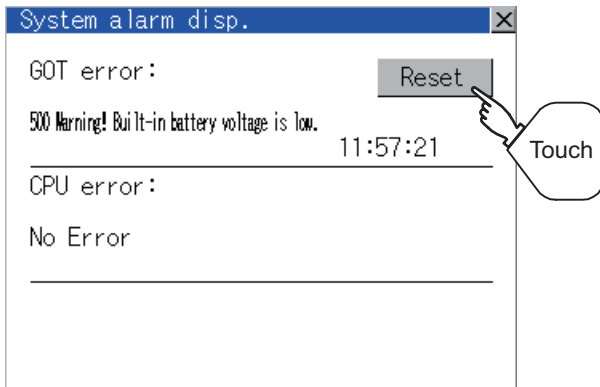 System alarm disp. ×
GOT error:
Reset
500 Warning! Built-in battery voltage is low.
11:57:21
Touch
CPU error:
No Error